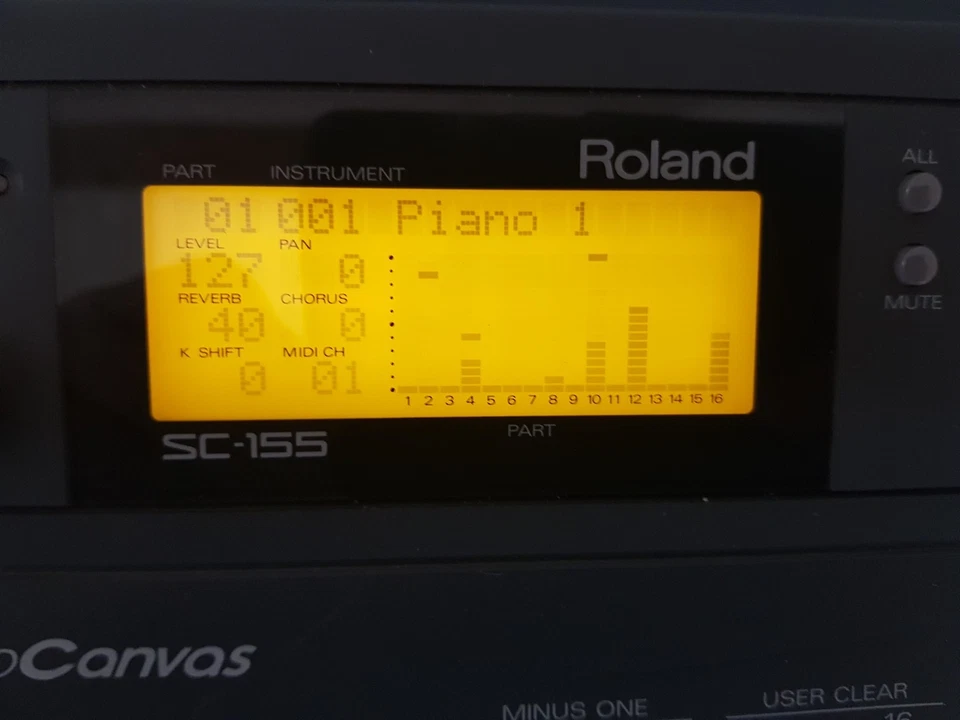 PART INSTRUMENT
Roland
ALL
01 001 Piano 1
LEVEL PAN
127 0
REVERB CHORUS
40 0
MUTE
K SHIFT MIDI CH
0 01
1 2 3 4 5 6 7 8 9 10 11 12 13 14 15 16
PART
SC-155
Canvas
MINUS ONE
USER CLEAR